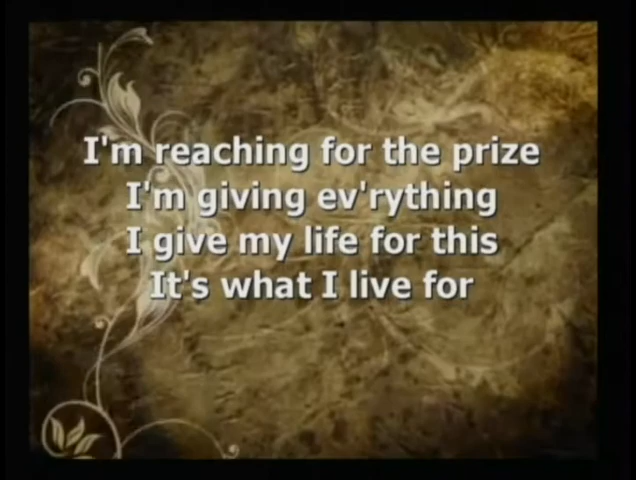 I'm reaching for the prize
I'm giving ev'rything
I give my life for this
It's what I live for